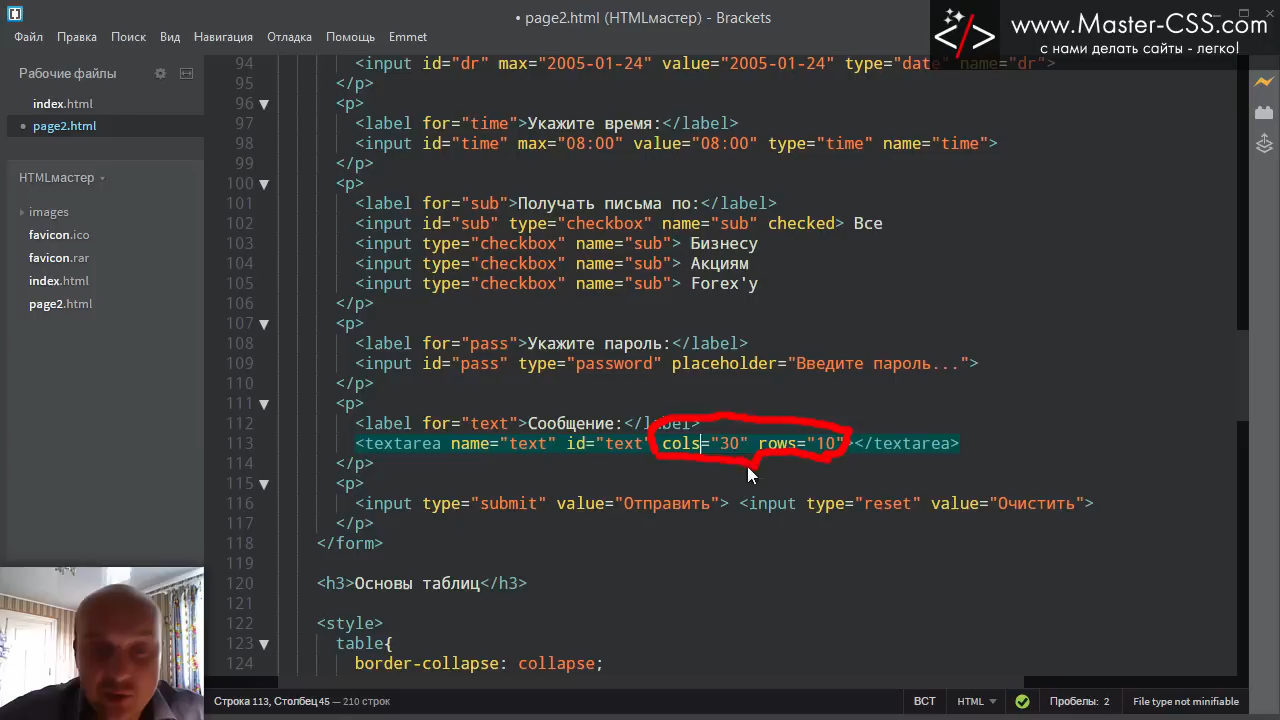 • page2.html (HTMLмастер) - Brackets
www.Master-CSS.com
с нами делать сайты - легко!
Файл Правка Поиск Вид Навигация Отладка Помощь Emmet
Рабочие файлы
index.html
• page2.html
HTMLмастер
images
favicon.ico
favicon.rar
index.html
page2.html
94 <input id="dr" max="2005-01-24" value="2005-01-24" type="date" name="dr">
95 </p>
96 <p>
97 <label for="time">Укажите время:</label>
98 <input id="time" max="08:00" value="08:00" type="time" name="time">
99 </p>
100 <p>
101 <label for="sub">Получать письма по:</label>
102 <input id="sub" type="checkbox" name="sub" checked> Все
103 <input type="checkbox" name="sub"> Бизнесу
104 <input type="checkbox" name="sub"> Акциям
105 <input type="checkbox" name="sub"> Forex'у
106 </p>
107 <p>
108 <label for="pass">Укажите пароль:</label>
109 <input id="pass" type="password" placeholder="Введите пароль...">
110 </p>
111 <p>
112 <label for="text">Сообщение:</label>
113 <textarea name="text" id="text" cols="30" rows="10"></textarea>
114 </p>
115 <p>
116 <input type="submit" value="Отправить"> <input type="reset" value="Очистить">
117 </p>
118 </form>
119
120 <h3>Основы таблиц</h3>
121
122 <style>
123 table{
124 border-collapse: collapse;
Строка 113, Столбец 45 — 210 строк ВСТ HTML Пробелы: 2 File type not minifiable